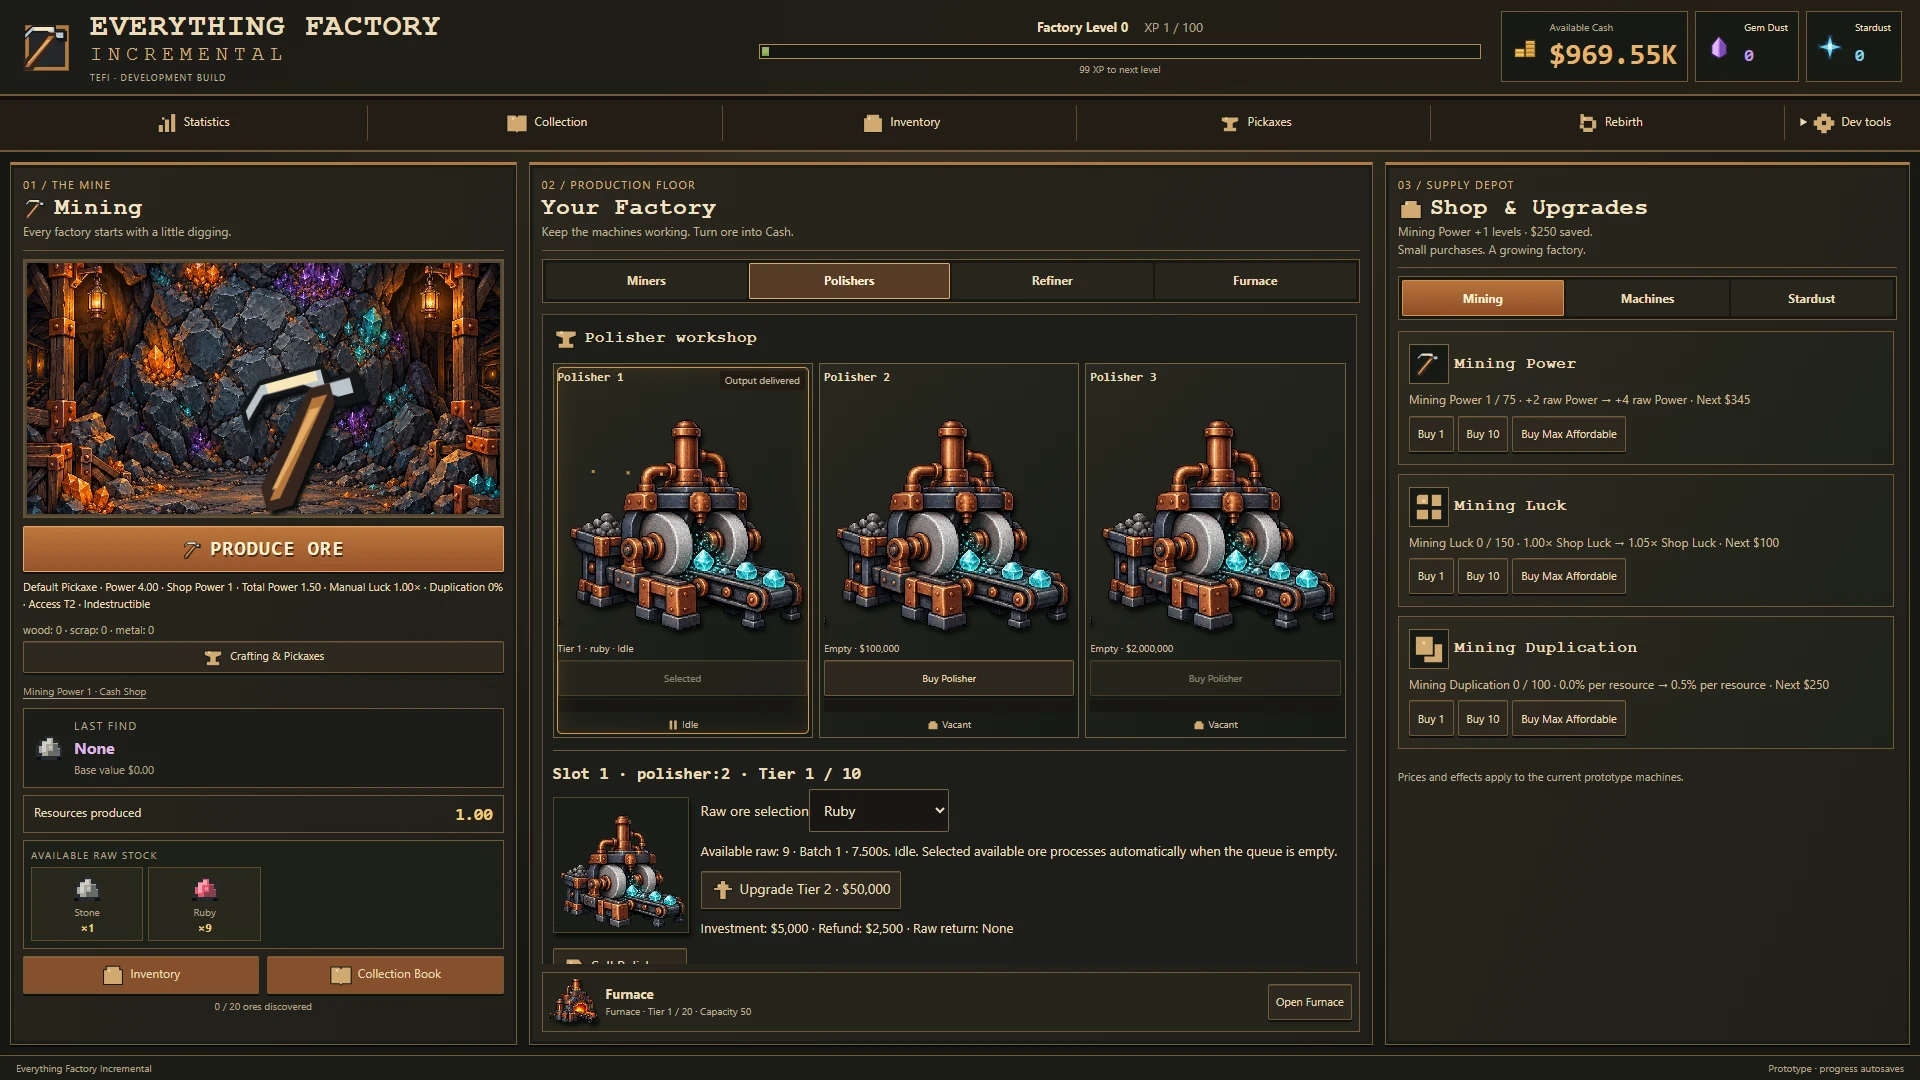 EVERYTHING FACTORY
INCREMENTAL
TEFI · DEVELOPMENT BUILD
Factory Level 0 XP 1 / 100
99 XP to next level
Available Cash
$969.55K
Gem Dust
0
Stardust
0
Statistics
Collection
Inventory
Pickaxes
Rebirth
Dev tools
01 / THE MINE
Mining
Every factory starts with a little digging.
PRODUCE ORE
Default Pickaxe · Power 4.00 · Shop Power 1 · Total Power 1.50 · Manual Luck 1.00× · Duplication 0%
· Access T2 · Indestructible
wood: 0 · scrap: 0 · metal: 0
Crafting & Pickaxes
Mining Power 1 · Cash Shop
LAST FIND
None
Base value $0.00
Resources produced 1.00
AVAILABLE RAW STOCK
Stone
×1
Ruby
×9
Inventory
Collection Book
0 / 20 ores discovered
02 / PRODUCTION FLOOR
Your Factory
Keep the machines working. Turn ore into Cash.
Miners
Polishers
Refiner
Furnace
Polisher workshop
Polisher 1
Output delivered
Tier 1 · ruby · Idle
Selected
Idle
Polisher 2
Empty · $100,000
Buy Polisher
Vacant
Polisher 3
Empty · $2,000,000
Buy Polisher
Vacant
Slot 1 · polisher:2 · Tier 1 / 10
Raw ore selection Ruby
Available raw: 9 · Batch 1 · 7.500s. Idle. Selected available ore processes automatically when the queue is empty.
Upgrade Tier 2 · $50,000
Investment: $5,000 · Refund: $2,500 · Raw return: None
Furnace
Furnace · Tier 1 / 20 · Capacity 50
Open Furnace
03 / SUPPLY DEPOT
Shop & Upgrades
Mining Power +1 levels · $250 saved.
Small purchases. A growing factory.
Mining
Machines
Stardust
Mining Power
Mining Power 1 / 75 · +2 raw Power → +4 raw Power · Next $345
Buy 1
Buy 10
Buy Max Affordable
Mining Luck
Mining Luck 0 / 150 · 1.00× Shop Luck → 1.05× Shop Luck · Next $100
Buy 1
Buy 10
Buy Max Affordable
Mining Duplication
Mining Duplication 0 / 100 · 0.0% per resource → 0.5% per resource · Next $250
Buy 1
Buy 10
Buy Max Affordable
Prices and effects apply to the current prototype machines.
Everything Factory Incremental
Prototype · progress autosaves